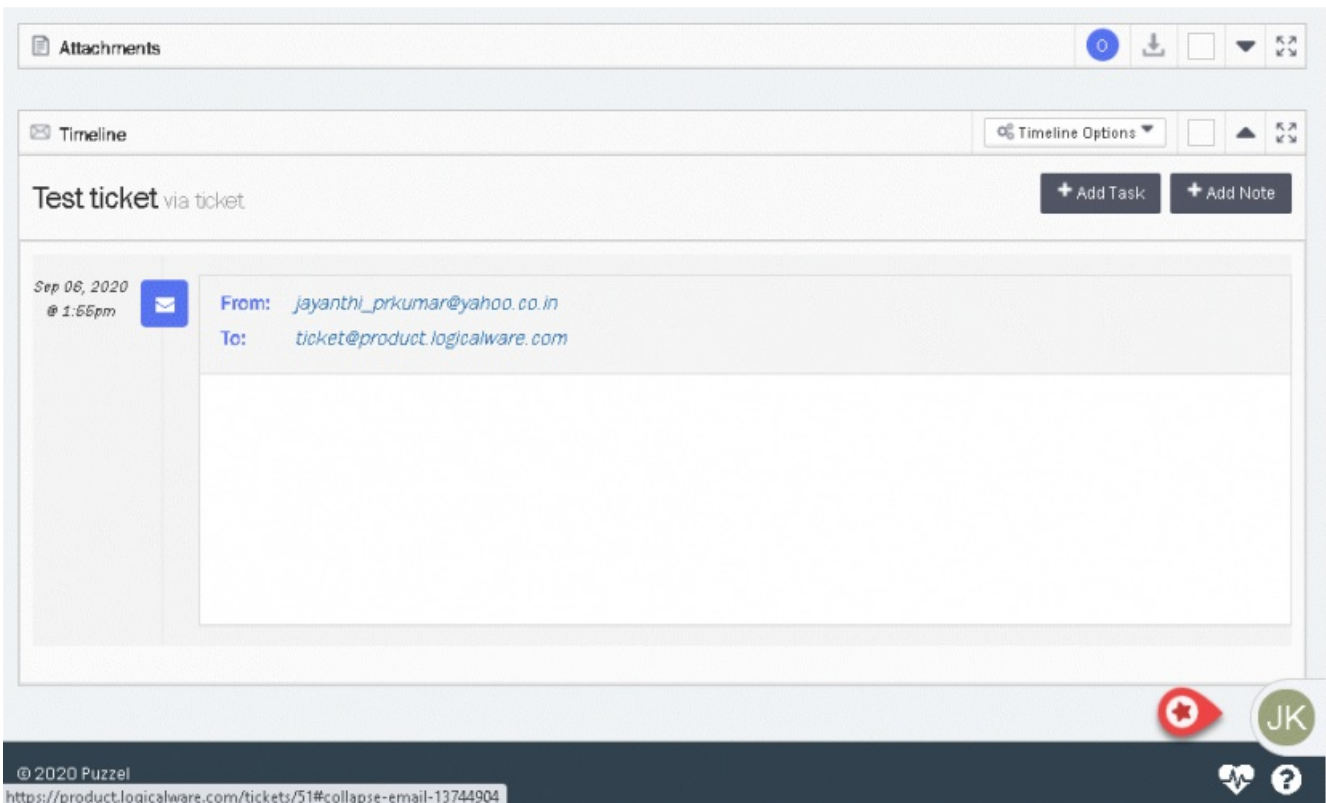 Attachments
0
Timeline
Timeline Options
Test ticket via ticket
+ Add Task
+ Add Note
Sep 06, 2020
@ 1:55pm
From: jayanthi_prkumar@yahoo.co.in
To: ticket@product.logicalware.com
JK
© 2020 Puzzel
https://product.logicalware.com/tickets/51#collapse-email-13744904